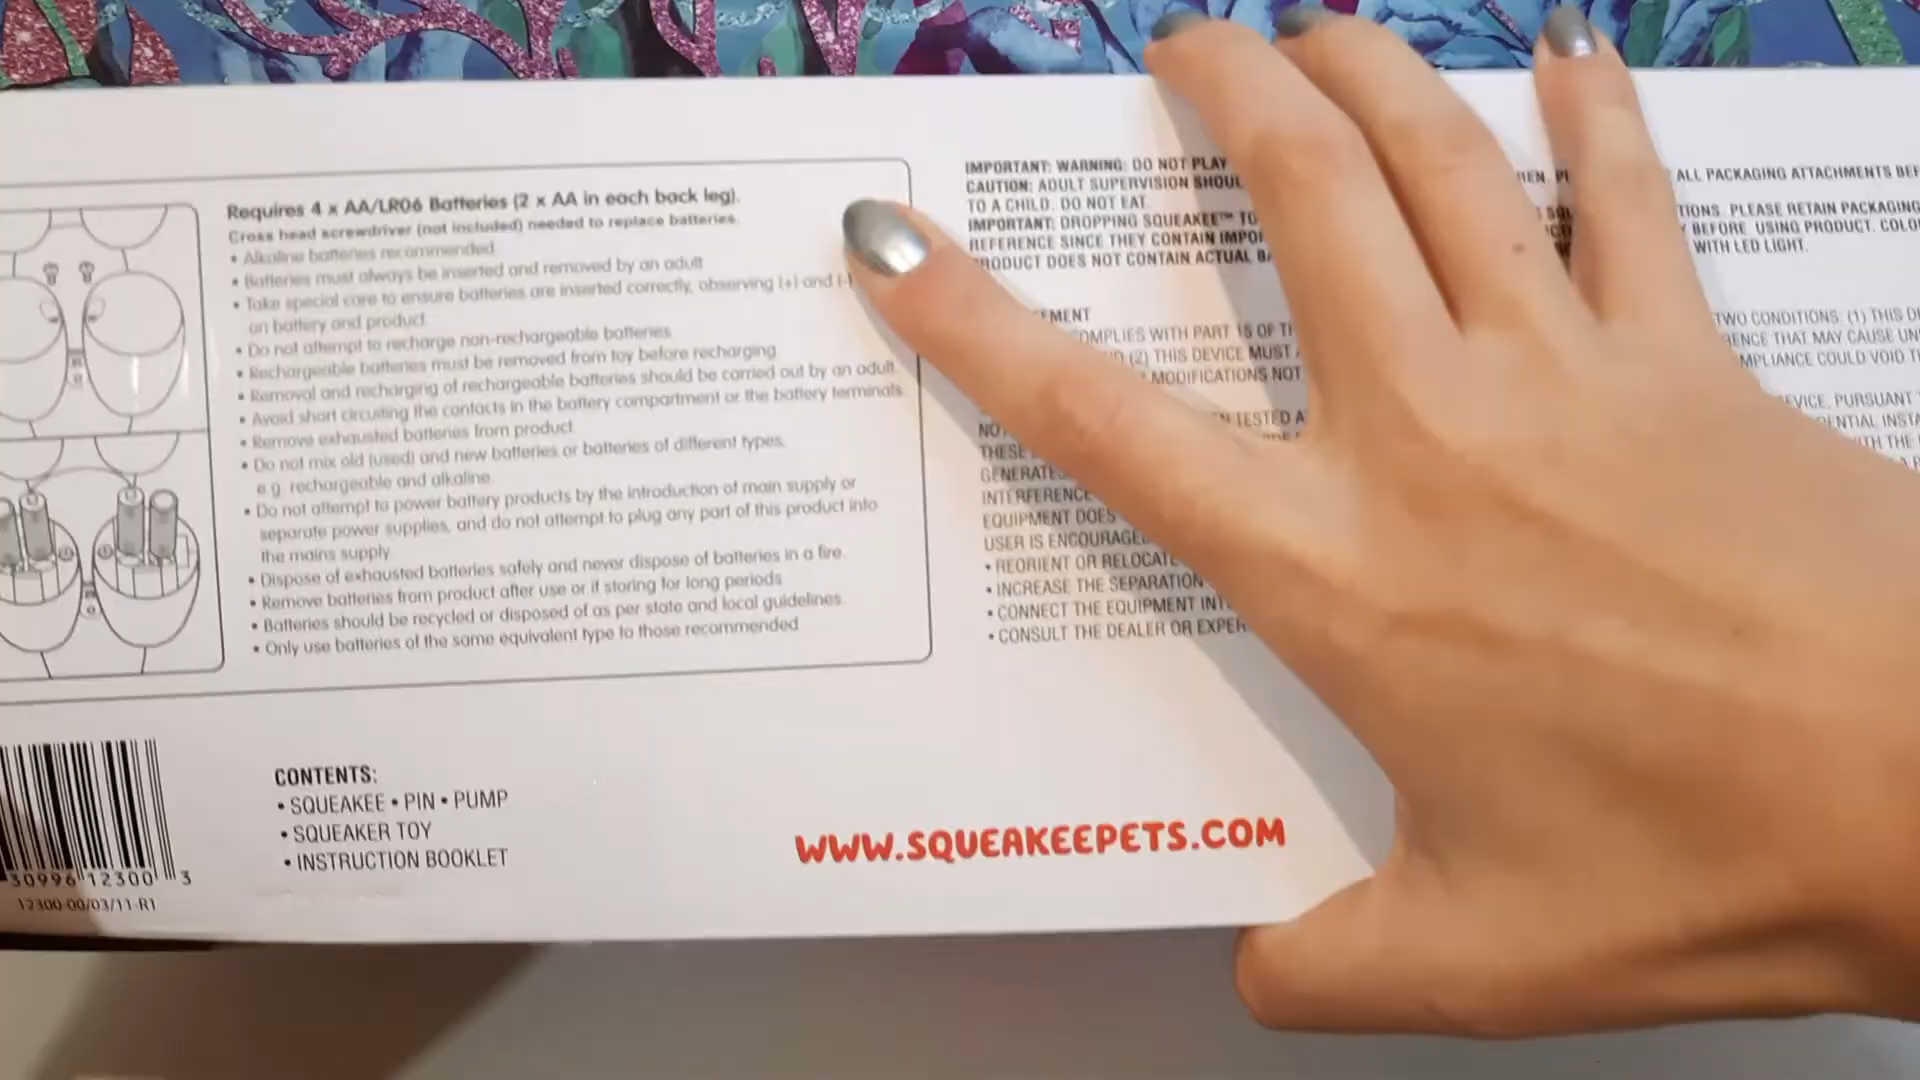 Requires 4 x AA/LR06 Batteries (2 x AA in each back leg).
Cross head screwdriver (not included) needed to replace batteries.
• Alkaline batteries recommended
• Batteries must always be inserted and removed by an adult
• Take special care to ensure batteries are inserted correctly, observing (+) and (-)
on battery and product
• Do not attempt to recharge non-rechargeable batteries
• Rechargeable batteries must be removed from toy before recharging
• Removal and recharging of rechargeable batteries should be carried out by an adult.
• Avoid short circuiting the contacts in the battery compartment or the battery terminals.
• Remove exhausted batteries from product
• Do not mix old (used) and new batteries or batteries of different types,
e.g. rechargeable and alkaline.
• Do not attempt to power battery products by the introduction of main supply or
separate power supplies, and do not attempt to plug any part of this product into
the mains supply.
• Dispose of exhausted batteries safely and never dispose of batteries in a fire.
• Remove batteries from product after use or if storing for long periods
• Batteries should be recycled or disposed of as per state and local guidelines.
• Only use batteries of the same equivalent type to those recommended
IMPORTANT: WARNING: DO NOT PLAY ALL PACKAGING ATTACHMENTS
CAUTION: ADULT SUPERVISION
TO A CHILD. DO NOT EAT. PLEASE RETAIN PACKAGING
IMPORTANT: DROPPING SQUEAKEE™ BEFORE USING PRODUCT.
REFERENCE SINCE THEY CONTAIN WITH LED LIGHT.
PRODUCT DOES NOT CONTAIN ACTUAL
TWO CONDITIONS: (1) THIS
COMPLIES WITH PART 15 OF THAT MAY CAUSE
(2) THIS DEVICE MUST COULD VOID
MODIFICATIONS NOT
PURSUANT
TESTED
THESE WITH THE
INTERFERENCE
EQUIPMENT DOES
USER IS ENCOURAGED
• REORIENT OR RELOCATE
• INCREASE THE SEPARATION
• CONNECT THE EQUIPMENT
• CONSULT THE DEALER OR
30996 12300 3
12300-00/03/11-R1
CONTENTS:
• SQUEAKEE • PIN • PUMP
• SQUEAKER TOY
• INSTRUCTION BOOKLET
WWW.SQUEAKEEPETS.COM